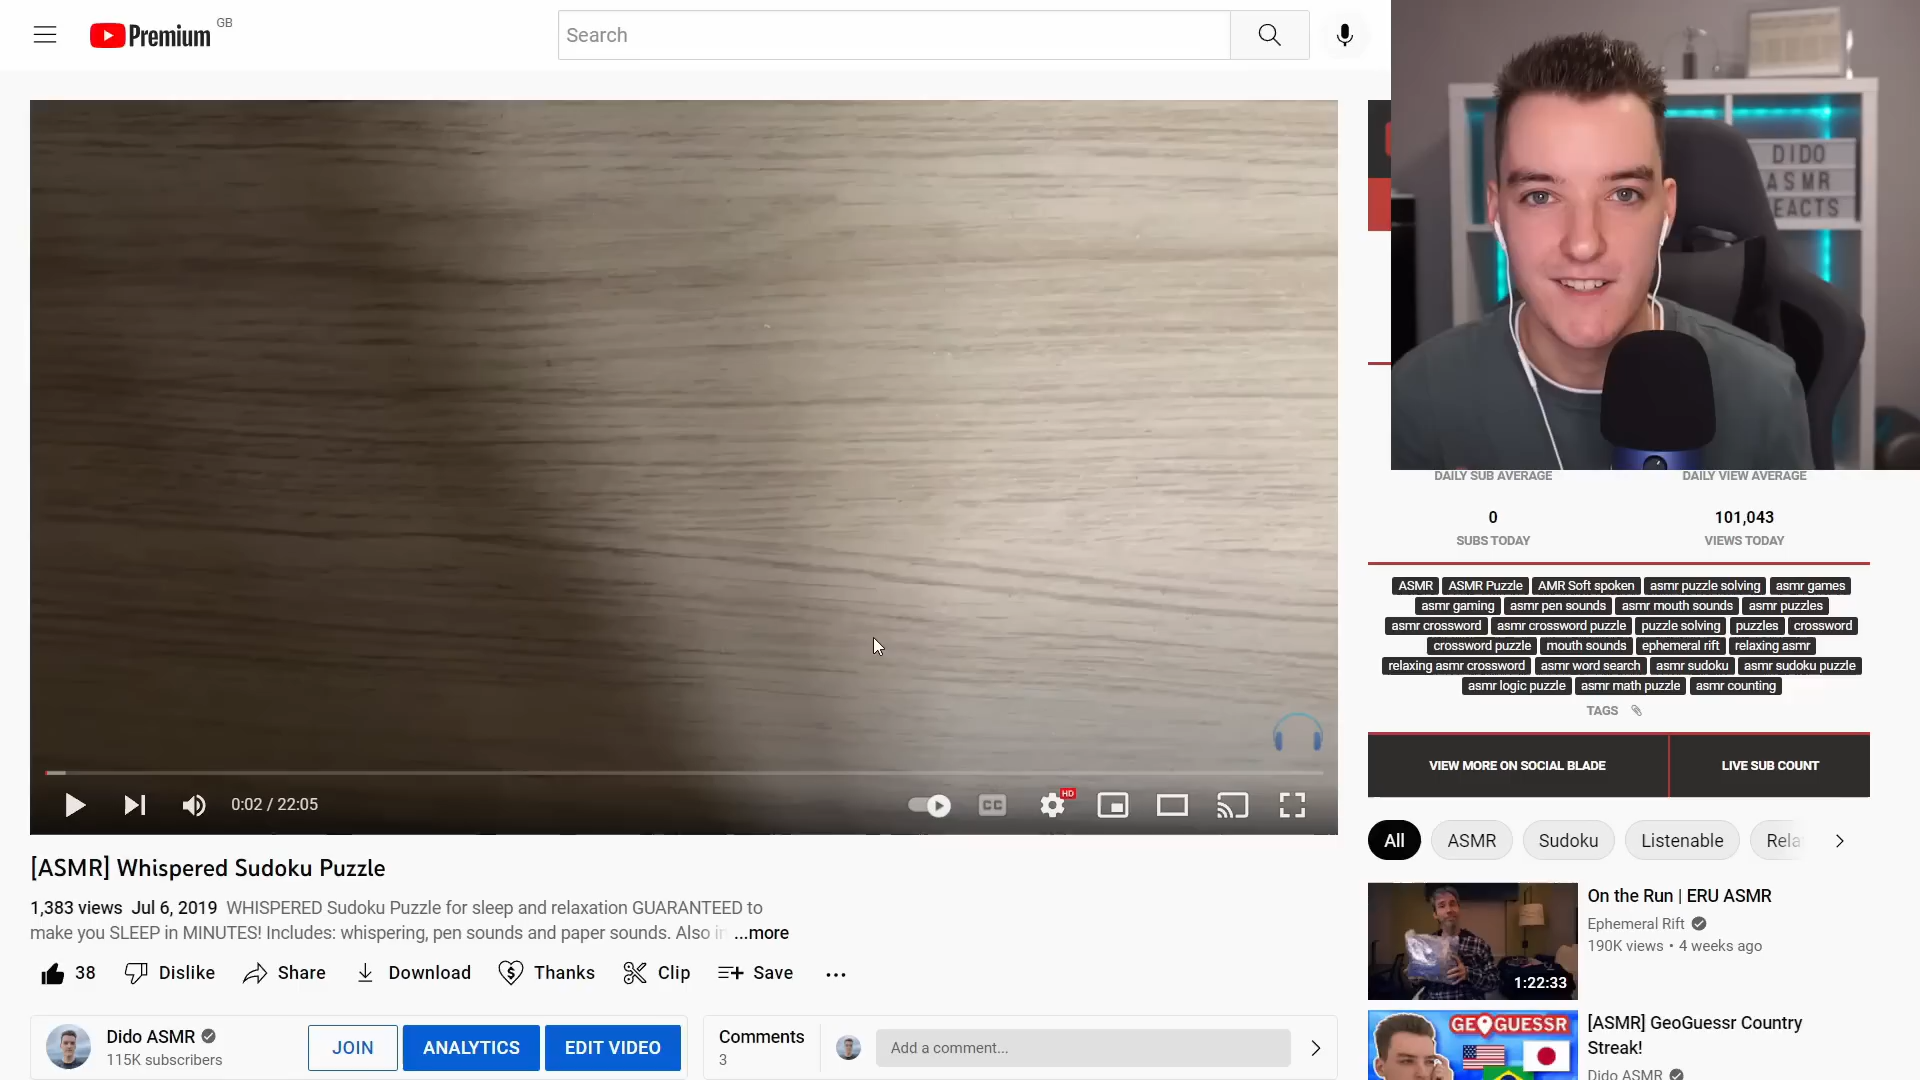 Premium GB
Search
DIDO
ASMR
REACTS
DAILY SUB AVERAGE
DAILY VIEW AVERAGE
0
101,043
SUBS TODAY
VIEWS TODAY
ASMR ASMR Puzzle AMR Soft spoken asmr puzzle solving asmr games
asmr gaming asmr pen sounds asmr mouth sounds asmr puzzles
asmr crossword asmr crossword puzzle puzzle solving puzzles crossword
crossword puzzle mouth sounds ephemeral rift relaxing asmr
relaxing asmr crossword asmr word search asmr sudoku asmr sudoku puzzle
asmr logic puzzle asmr math puzzle asmr counting
TAGS
VIEW MORE ON SOCIAL BLADE
LIVE SUB COUNT
0:02 / 22:05
CC
HD
All
ASMR
Sudoku
Listenable
Rela
[ASMR] Whispered Sudoku Puzzle
1,383 views Jul 6, 2019 WHISPERED Sudoku Puzzle for sleep and relaxation GUARANTEED to
make you SLEEP in MINUTES! Includes: whispering, pen sounds and paper sounds. Also in ...more
38
Dislike
Share
Download
Thanks
Clip
Save
...
Dido ASMR
115K subscribers
JOIN
ANALYTICS
EDIT VIDEO
Comments
3
Add a comment...
On the Run | ERU ASMR
Ephemeral Rift
190K views • 4 weeks ago
1:22:33
GEOGUESSR
[ASMR] GeoGuessr Country
Streak!
Dido ASMR